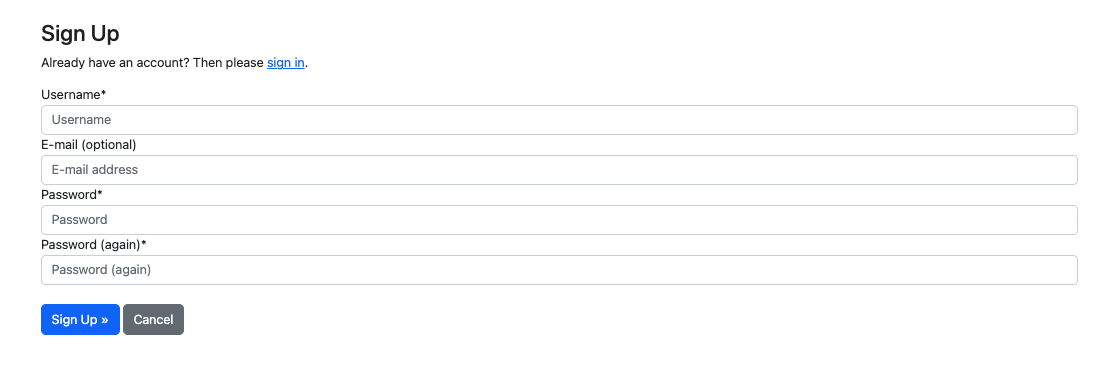 Sign Up
Already have an account? Then please sign in.
Username*
Username
E-mail (optional)
E-mail address
Password*
Password
Password (again)*
Password (again)
Sign Up » Cancel